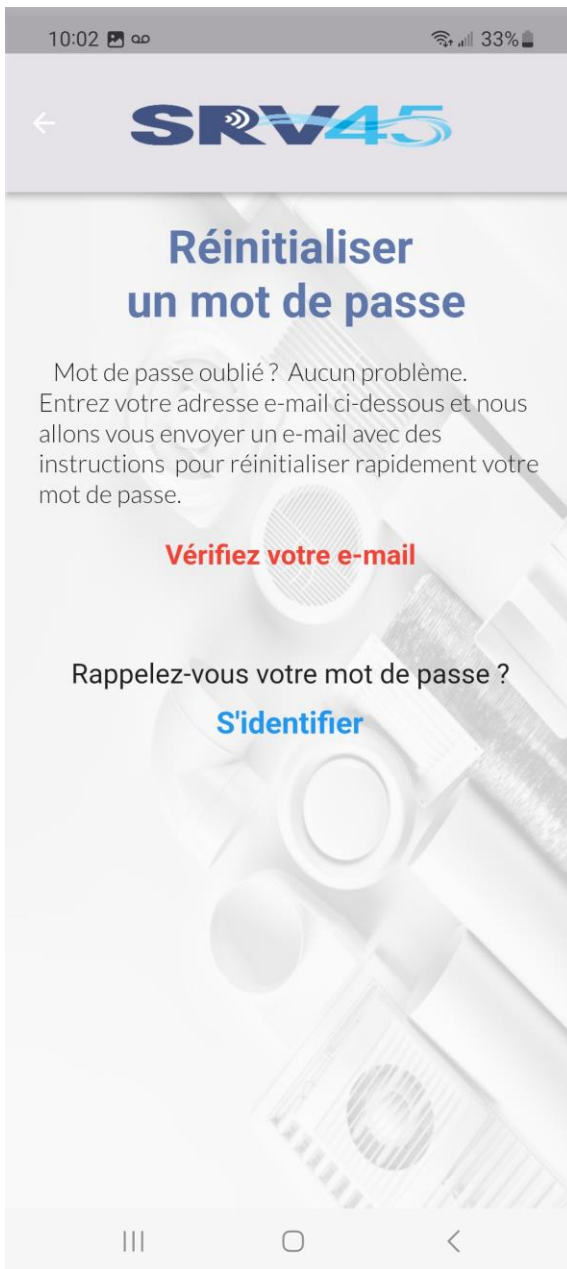 10:02 33%
SRV45
Réinitialiser
un mot de passe
Mot de passe oublié ? Aucun problème.
Entrez votre adresse e-mail ci-dessous et nous
allons vous envoyer un e-mail avec des
instructions pour réinitialiser rapidement votre
mot de passe.
Vérifiez votre e-mail
Rappelez-vous votre mot de passe ?
S'identifier